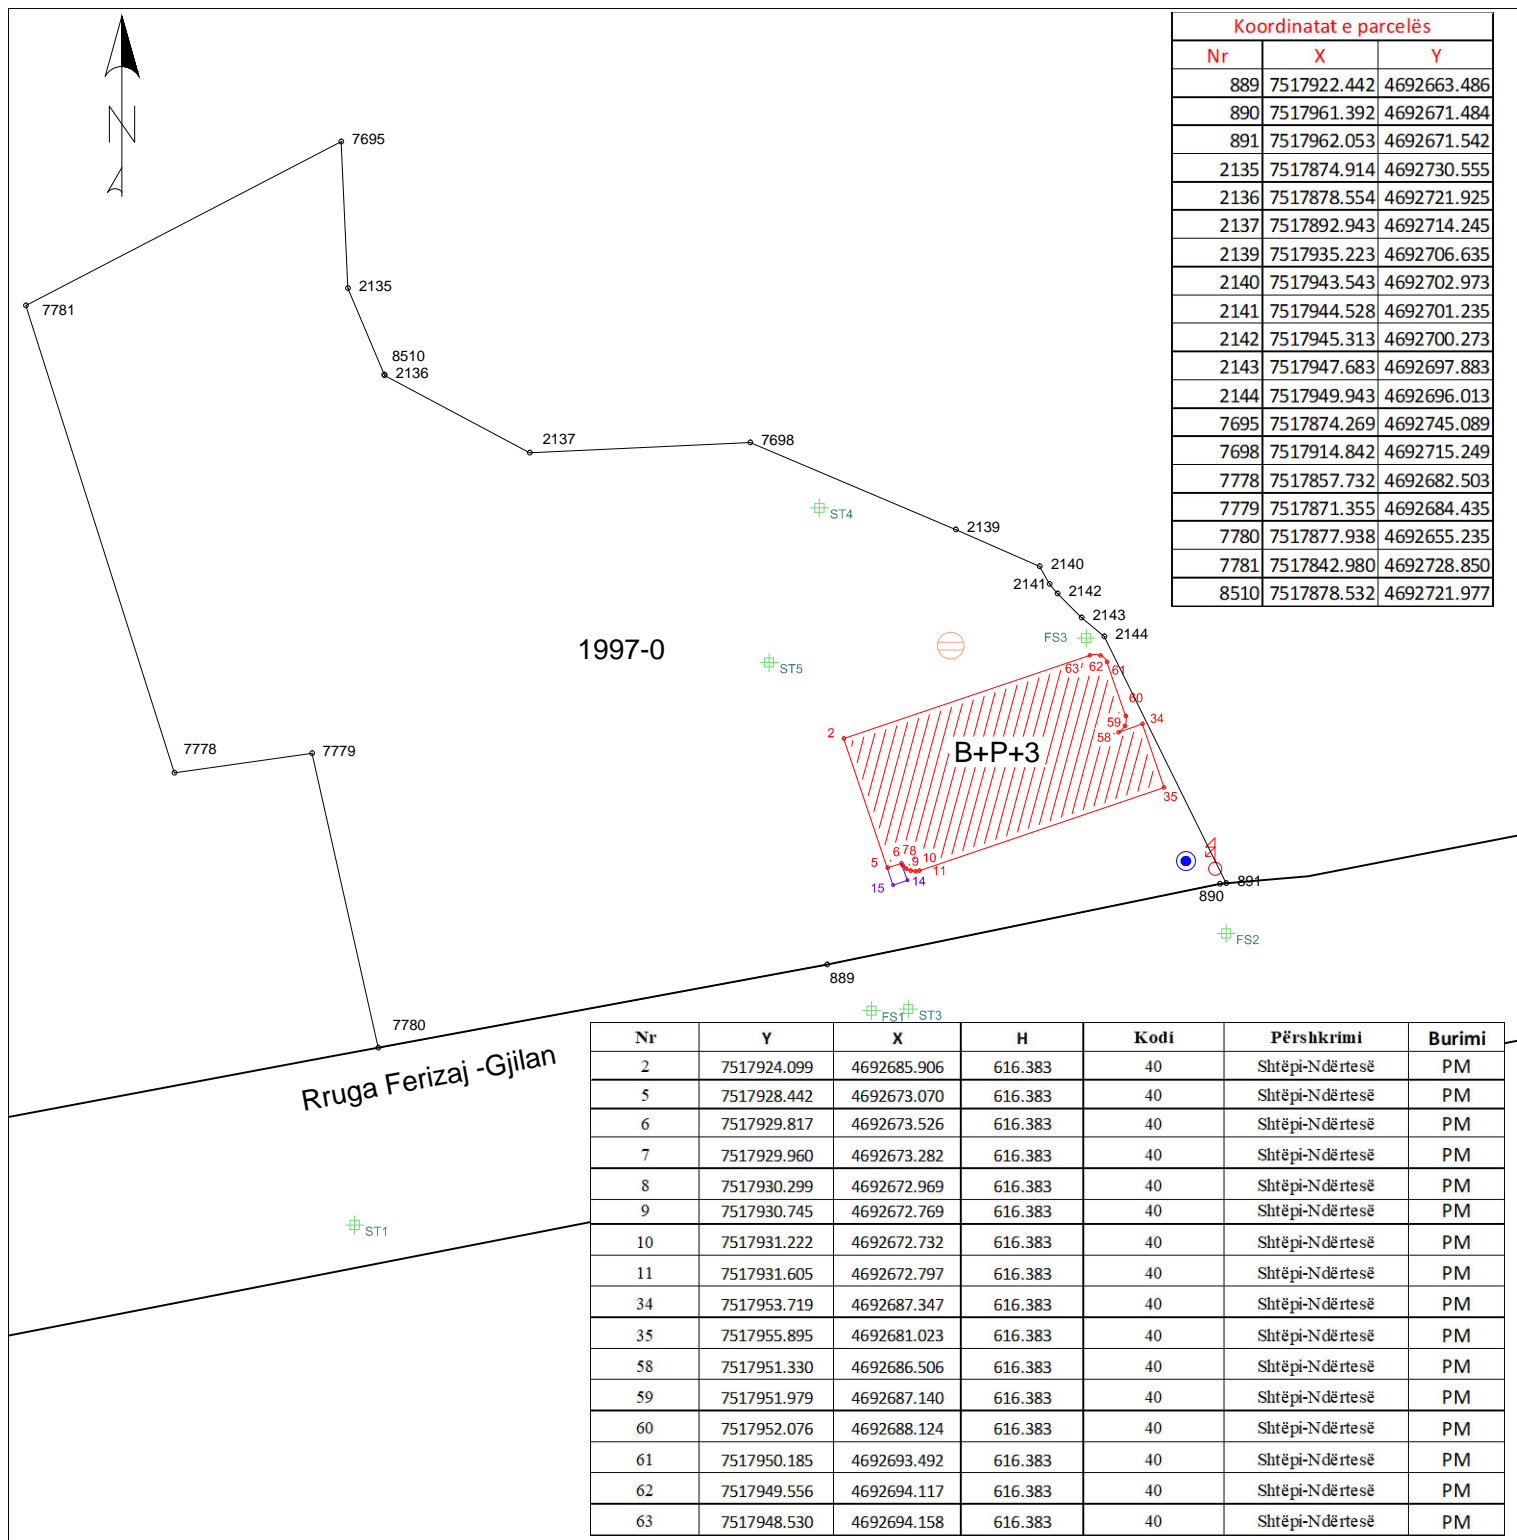 N
Koordinatat e parcelës
Nr X Y
889 7517922.442 4692663.486
890 7517961.392 4692671.484
891 7517962.053 4692671.542
2135 7517874.914 4692730.555
2136 7517878.554 4692721.925
2137 7517892.943 4692714.245
2139 7517935.223 4692706.635
2140 7517943.543 4692702.973
2141 7517944.528 4692701.235
2142 7517945.313 4692700.273
2143 7517947.683 4692697.883
2144 7517949.943 4692696.013
7695 7517874.269 4692745.089
7698 7517914.842 4692715.249
7778 7517857.732 4692682.503
7779 7517871.355 4692684.435
7780 7517877.938 4692655.235
7781 7517842.980 4692728.850
8510 7517878.532 4692721.977
7695
2135
7781
8510
2136
2137
7698
ST4
2139
2140
2141
2142
2143
FS3
2144
1997-0
ST5
63
62
61
60
59
34
58
2
B+P+3
7778
7779
35
5
6
7
8
9
10
11
15
14
890
891
FS2
889
FS1
ST3
7780
Rruga Ferizaj -Gjilan
ST1
Nr Y X H Kodi Përshkrimi Burimi
2 7517924.099 4692685.906 616.383 40 Shtëpi-Ndërtesë PM
5 7517928.442 4692673.070 616.383 40 Shtëpi-Ndërtesë PM
6 7517929.817 4692673.526 616.383 40 Shtëpi-Ndërtesë PM
7 7517929.960 4692673.282 616.383 40 Shtëpi-Ndërtesë PM
8 7517930.299 4692672.969 616.383 40 Shtëpi-Ndërtesë PM
9 7517930.745 4692672.769 616.383 40 Shtëpi-Ndërtesë PM
10 7517931.222 4692672.732 616.383 40 Shtëpi-Ndërtesë PM
11 7517931.605 4692672.797 616.383 40 Shtëpi-Ndërtesë PM
34 7517953.719 4692687.347 616.383 40 Shtëpi-Ndërtesë PM
35 7517955.895 4692681.023 616.383 40 Shtëpi-Ndërtesë PM
58 7517951.330 4692686.506 616.383 40 Shtëpi-Ndërtesë PM
59 7517951.979 4692687.140 616.383 40 Shtëpi-Ndërtesë PM
60 7517952.076 4692688.124 616.383 40 Shtëpi-Ndërtesë PM
61 7517950.185 4692693.492 616.383 40 Shtëpi-Ndërtesë PM
62 7517949.556 4692694.117 616.383 40 Shtëpi-Ndërtesë PM
63 7517948.530 4692694.158 616.383 40 Shtëpi-Ndërtesë PM